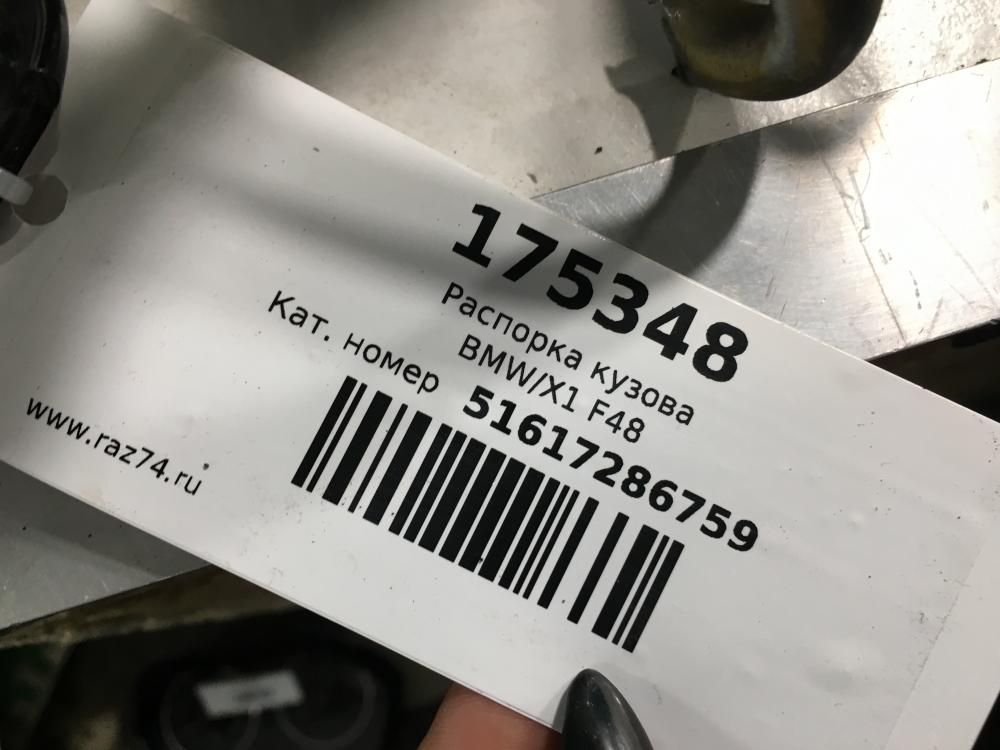 175348
Распорка кузова
BMW/X1 F48
Кат. номер 51617286759
www.raz74.ru